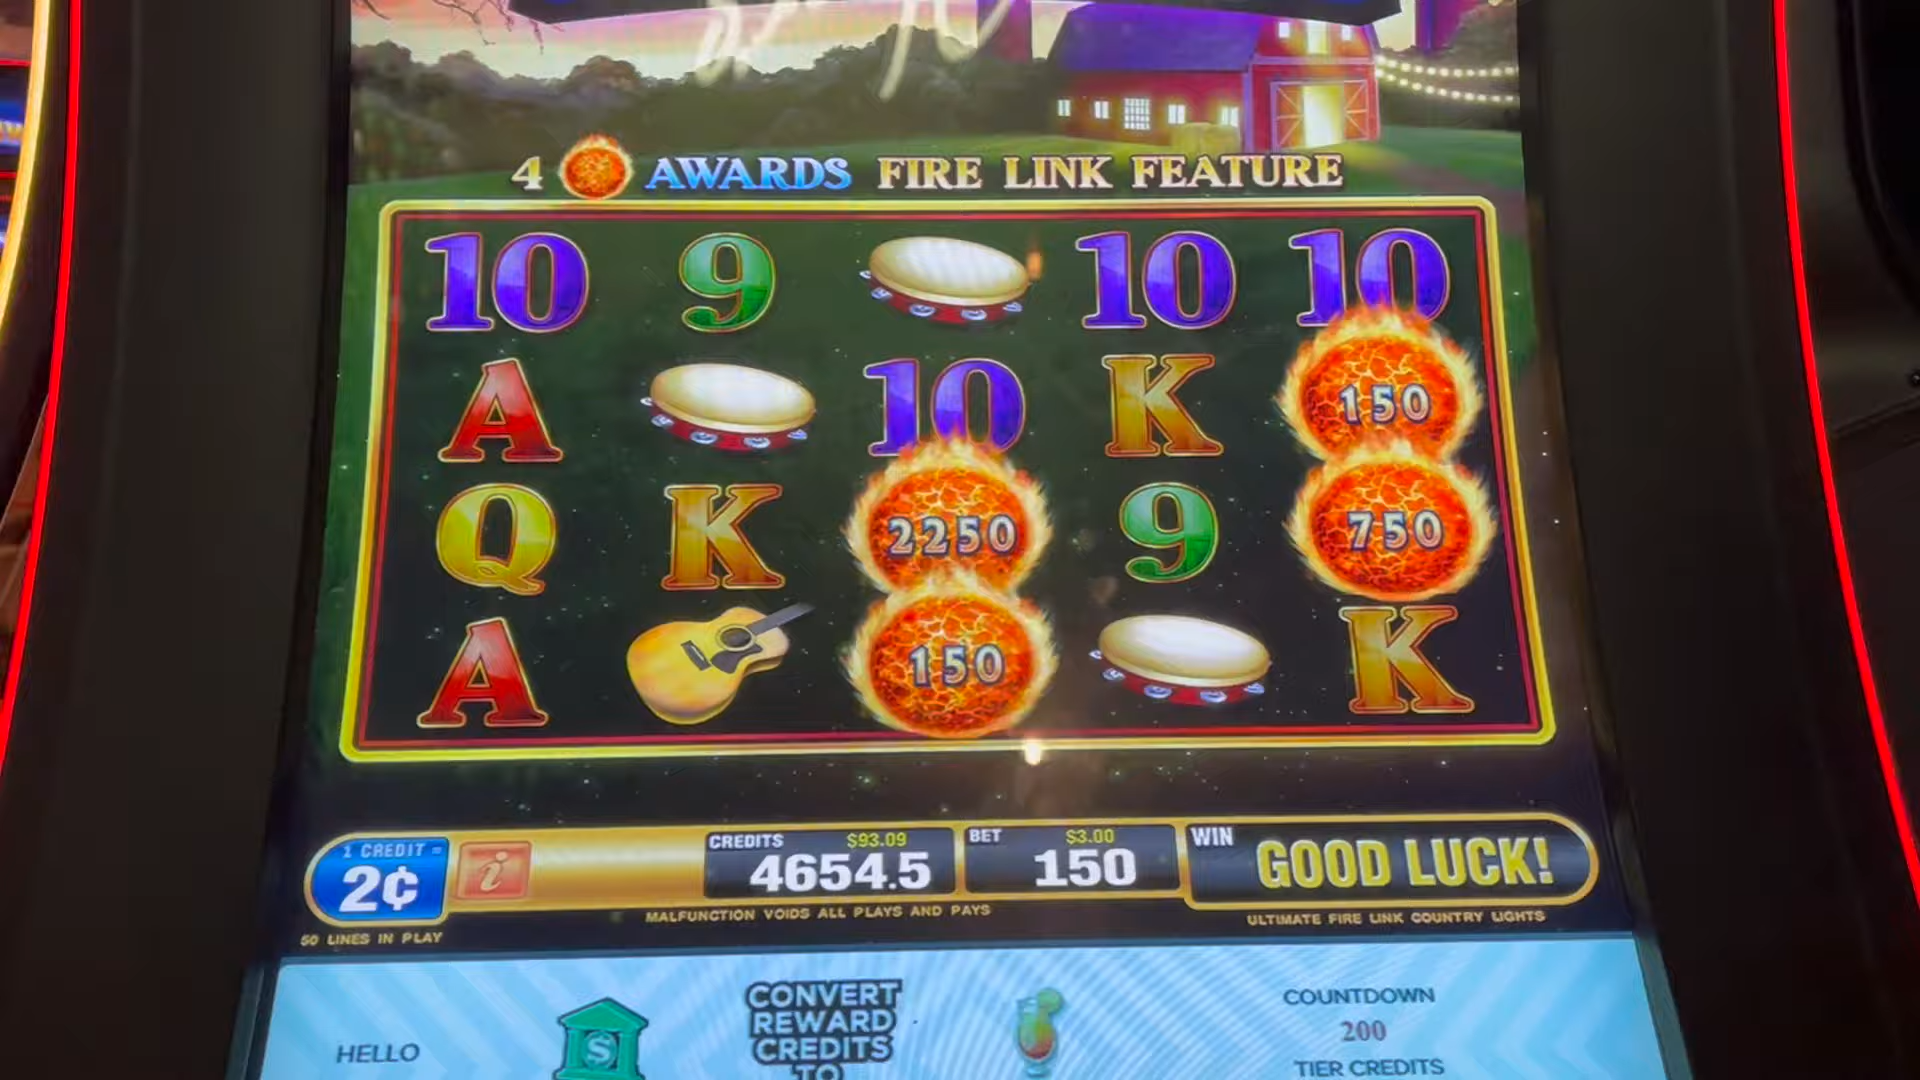 4 AWARDS FIRE LINK FEATURE
10 9 10 10
A 10 K 150
Q K 2250 9 750
A 150 K
1 CREDIT =
2¢
i
CREDITS $93.09
4654.5
BET $3.00
150
WIN
GOOD LUCK!
50 LINES IN PLAY
MALFUNCTION VOIDS ALL PLAYS AND PAYS
ULTIMATE FIRE LINK COUNTRY LIGHTS
HELLO
$
CONVERT
REWARD
CREDITS
TO
COUNTDOWN
200
TIER CREDITS